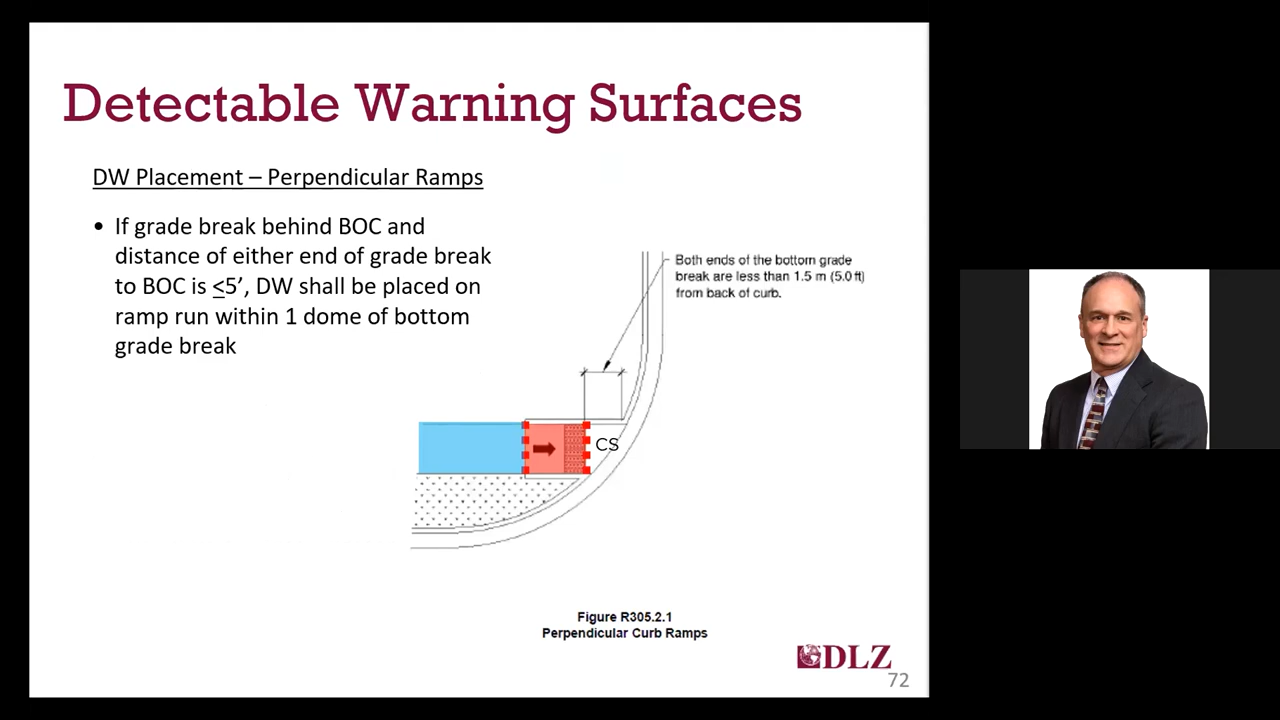 Detectable Warning Surfaces
DW Placement – Perpendicular Ramps
• If grade break behind BOC and
distance of either end of grade break
to BOC is ≤5’, DW shall be placed on
ramp run within 1 dome of bottom
grade break
Both ends of the bottom grade
break are less than 1.5 m (5.0 ft)
from back of curb.
CS
Figure R305.2.1
Perpendicular Curb Ramps
DLZ
72